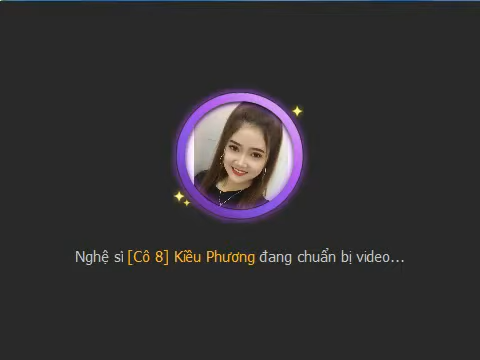 Nghệ sĩ [Cô 8] Kiều Phương đang chuẩn bị video...